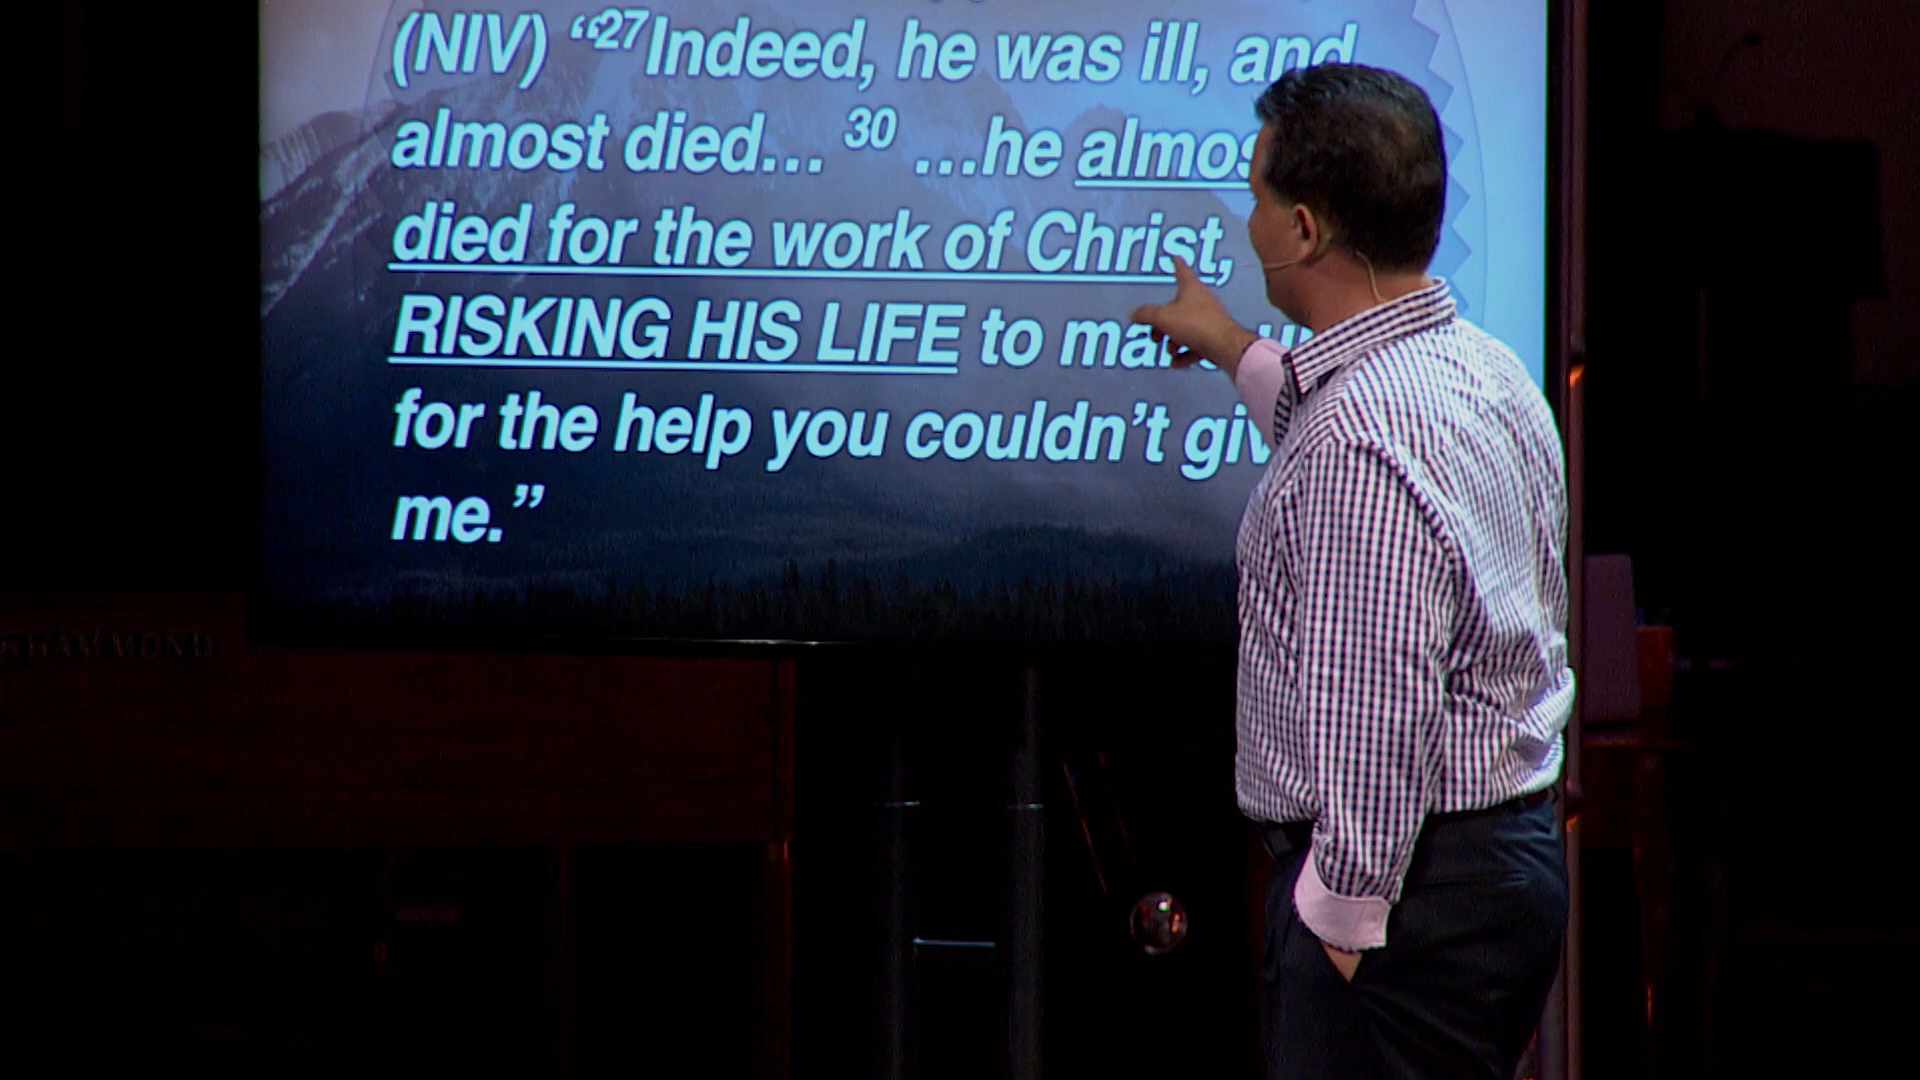 (NIV) “27Indeed, he was ill, and
almost died… 30 …he almos
died for the work of Christ,
RISKING HIS LIFE to ma
for the help you couldn’t giv
me.”
HAMMOND